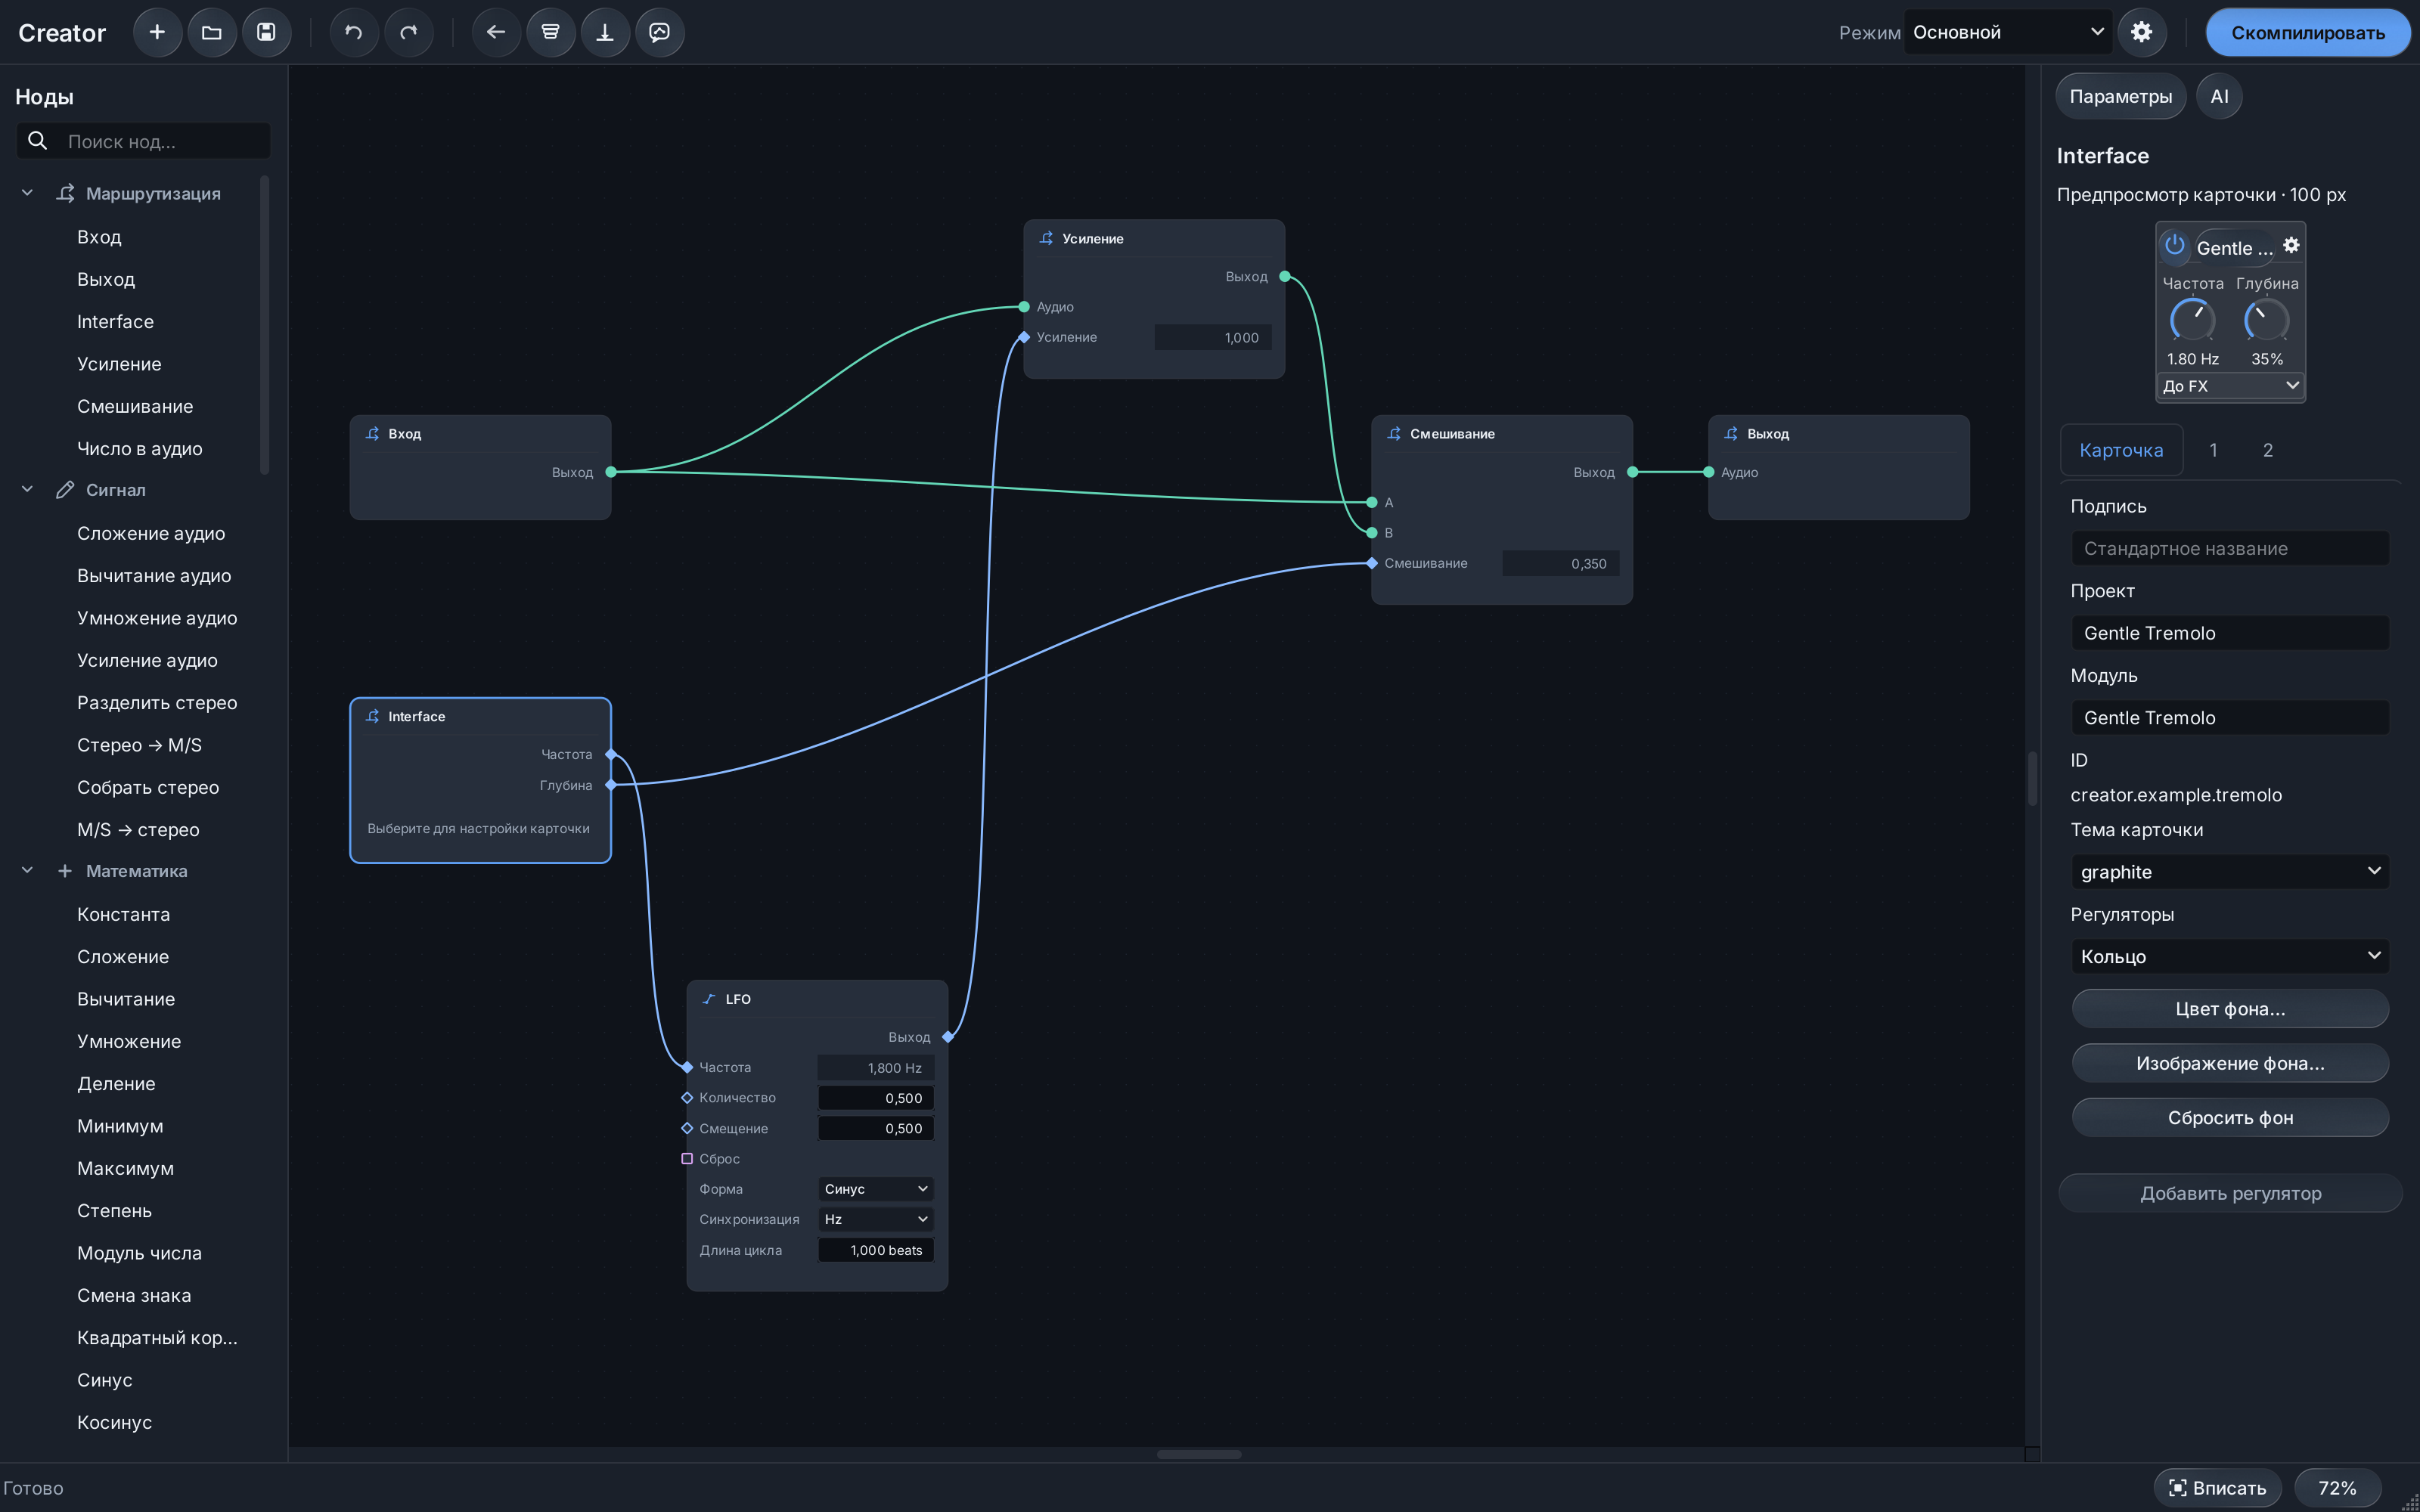 Creator
Режим
Основной
Скомпилировать
Ноды
Поиск нод...
Маршрутизация
Вход
Выход
Interface
Усиление
Смешивание
Число в аудио
Сигнал
Сложение аудио
Вычитание аудио
Умножение аудио
Усиление аудио
Разделить стерео
Стерео → M/S
Собрать стерео
M/S → стерео
Математика
Константа
Сложение
Вычитание
Умножение
Деление
Минимум
Максимум
Степень
Модуль числа
Смена знака
Квадратный кор...
Синус
Косинус
Усиление
Выход
Аудио
Усиление 1,000
Вход
Выход
Смешивание
Выход
A
B
Смешивание 0,350
Выход
Аудио
Interface
Частота
Глубина
Выберите для настройки карточки
LFO
Выход
Частота 1,800 Hz
Количество 0,500
Смещение 0,500
Сброс
Форма Синус
Синхронизация Hz
Длина цикла 1,000 beats
Параметры
AI
Interface
Предпросмотр карточки · 100 px
Gentle ...
Частота Глубина
1.80 Hz 35%
До FX
Карточка 1 2
Подпись
Стандартное название
Проект
Gentle Tremolo
Модуль
Gentle Tremolo
ID
creator.example.tremolo
Тема карточки
graphite
Регуляторы
Кольцо
Цвет фона...
Изображение фона...
Сбросить фон
Добавить регулятор
Готово
Вписать
72%